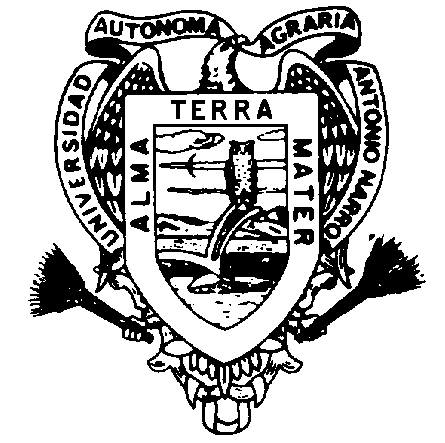 UNIVERSIDAD
AUTONOMA
AGRARIA
ANTONIO NARRO
ALMA
TERRA
MATER